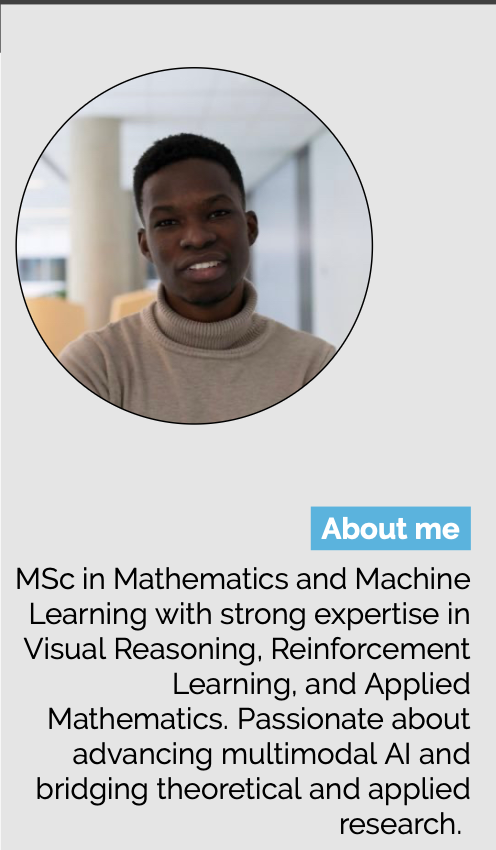 About me
MSc in Mathematics and Machine
Learning with strong expertise in
Visual Reasoning, Reinforcement
Learning, and Applied
Mathematics. Passionate about
advancing multimodal AI and
bridging theoretical and applied
research.